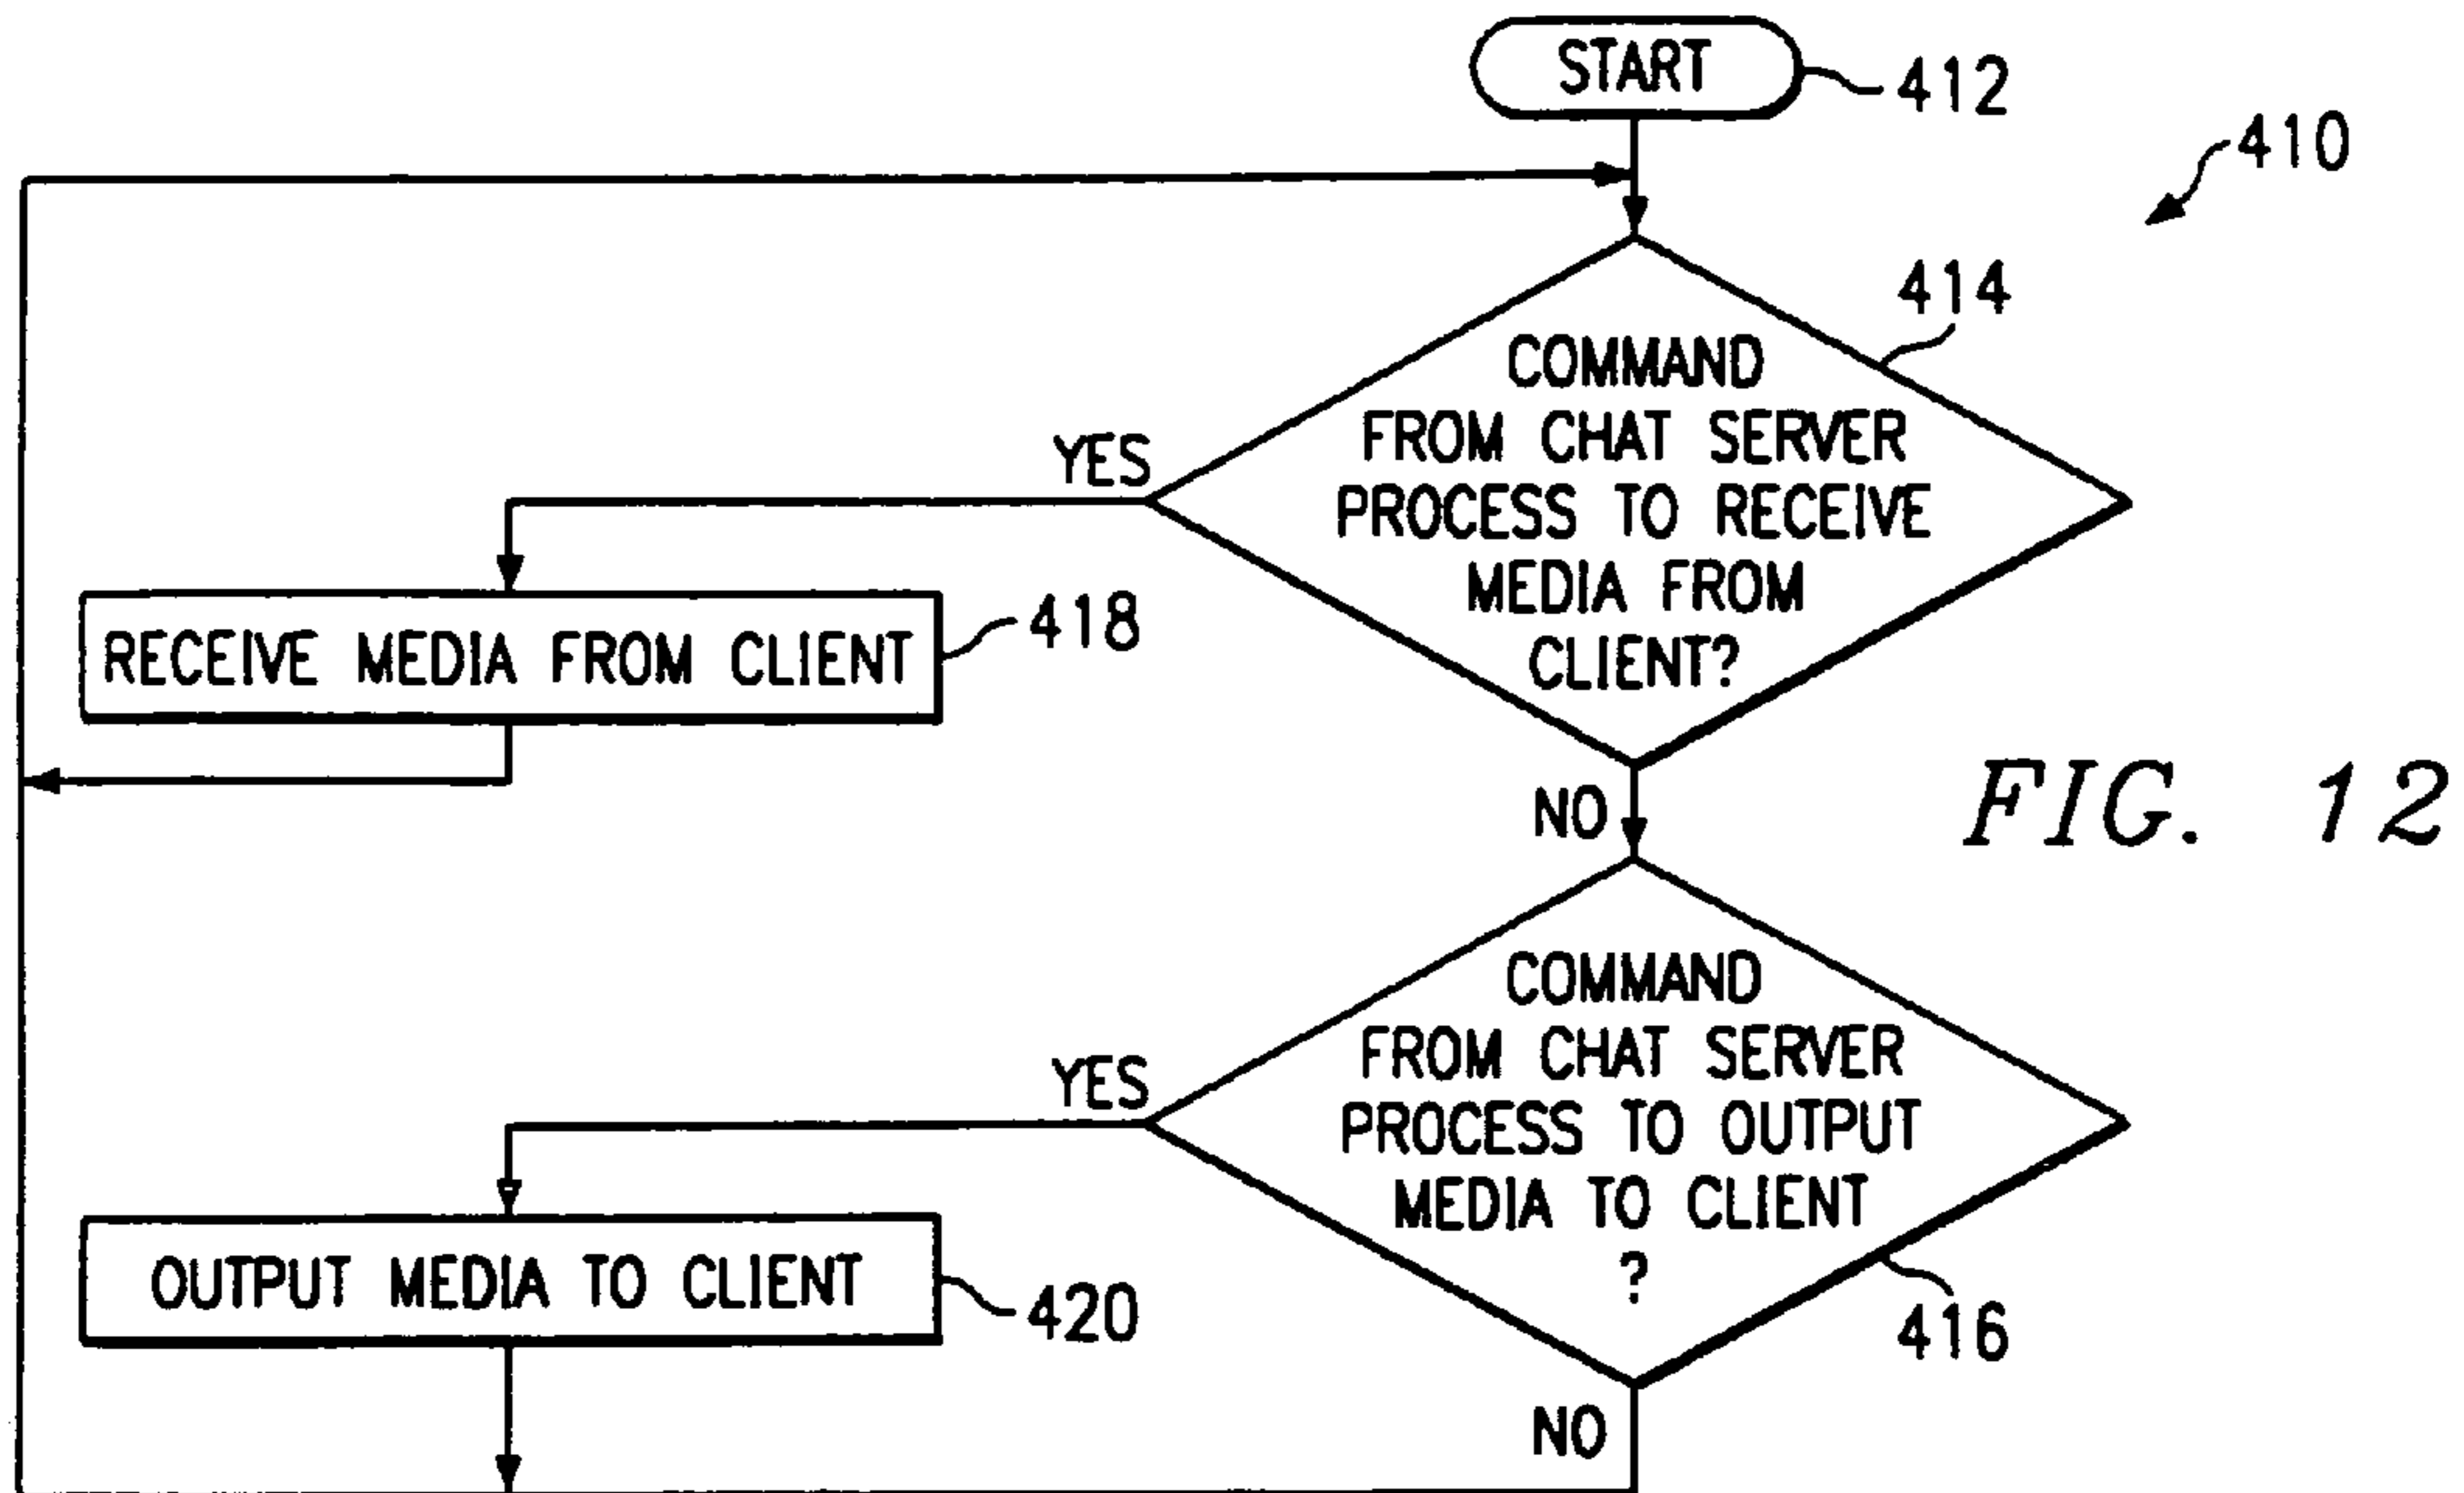 START
412
410
414
COMMAND
FROM CHAT SERVER
PROCESS TO RECEIVE
MEDIA FROM
CLIENT?
YES
RECEIVE MEDIA FROM CLIENT
418
NO
FIG. 12
COMMAND
FROM CHAT SERVER
PROCESS TO OUTPUT
MEDIA TO CLIENT
?
YES
OUTPUT MEDIA TO CLIENT
420
416
NO